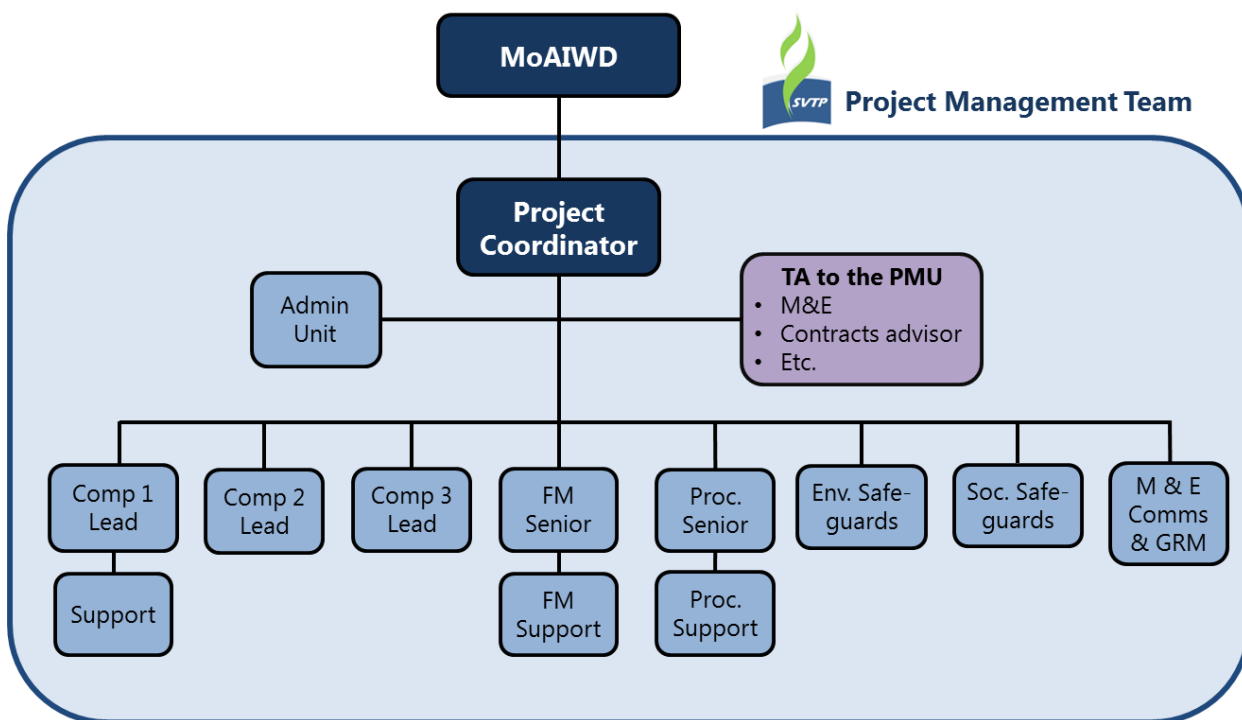 MoAIWD
SVTP
Project Management Team
Project
Coordinator
Admin
Unit
TA to the PMU
• M&E
• Contracts advisor
• Etc.
Comp 1
Lead
Comp 2
Lead
Comp 3
Lead
FM
Senior
Proc.
Senior
Env. Safe-
guards
Soc. Safe-
guards
M & E
Comms
& GRM
Support
FM
Support
Proc.
Support